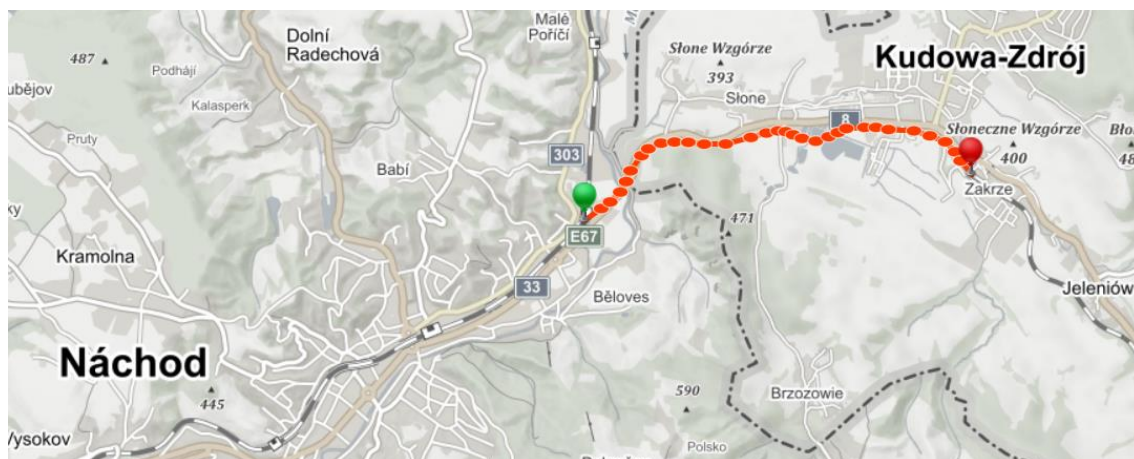 Malé
Poříčí
Dolní
Radechová
487
Podhájí
Kalasperk
Słone Wzgórze
393
Kudowa-Zdrój
Słone
8
Słoneczne Wzgórze
400
Pruty
Babí
303
Zakrze
471
E67
Kramolna
33
Běloves
Jeleniów
Náchod
445
590
Brzozowie
Vysokov
Polsko